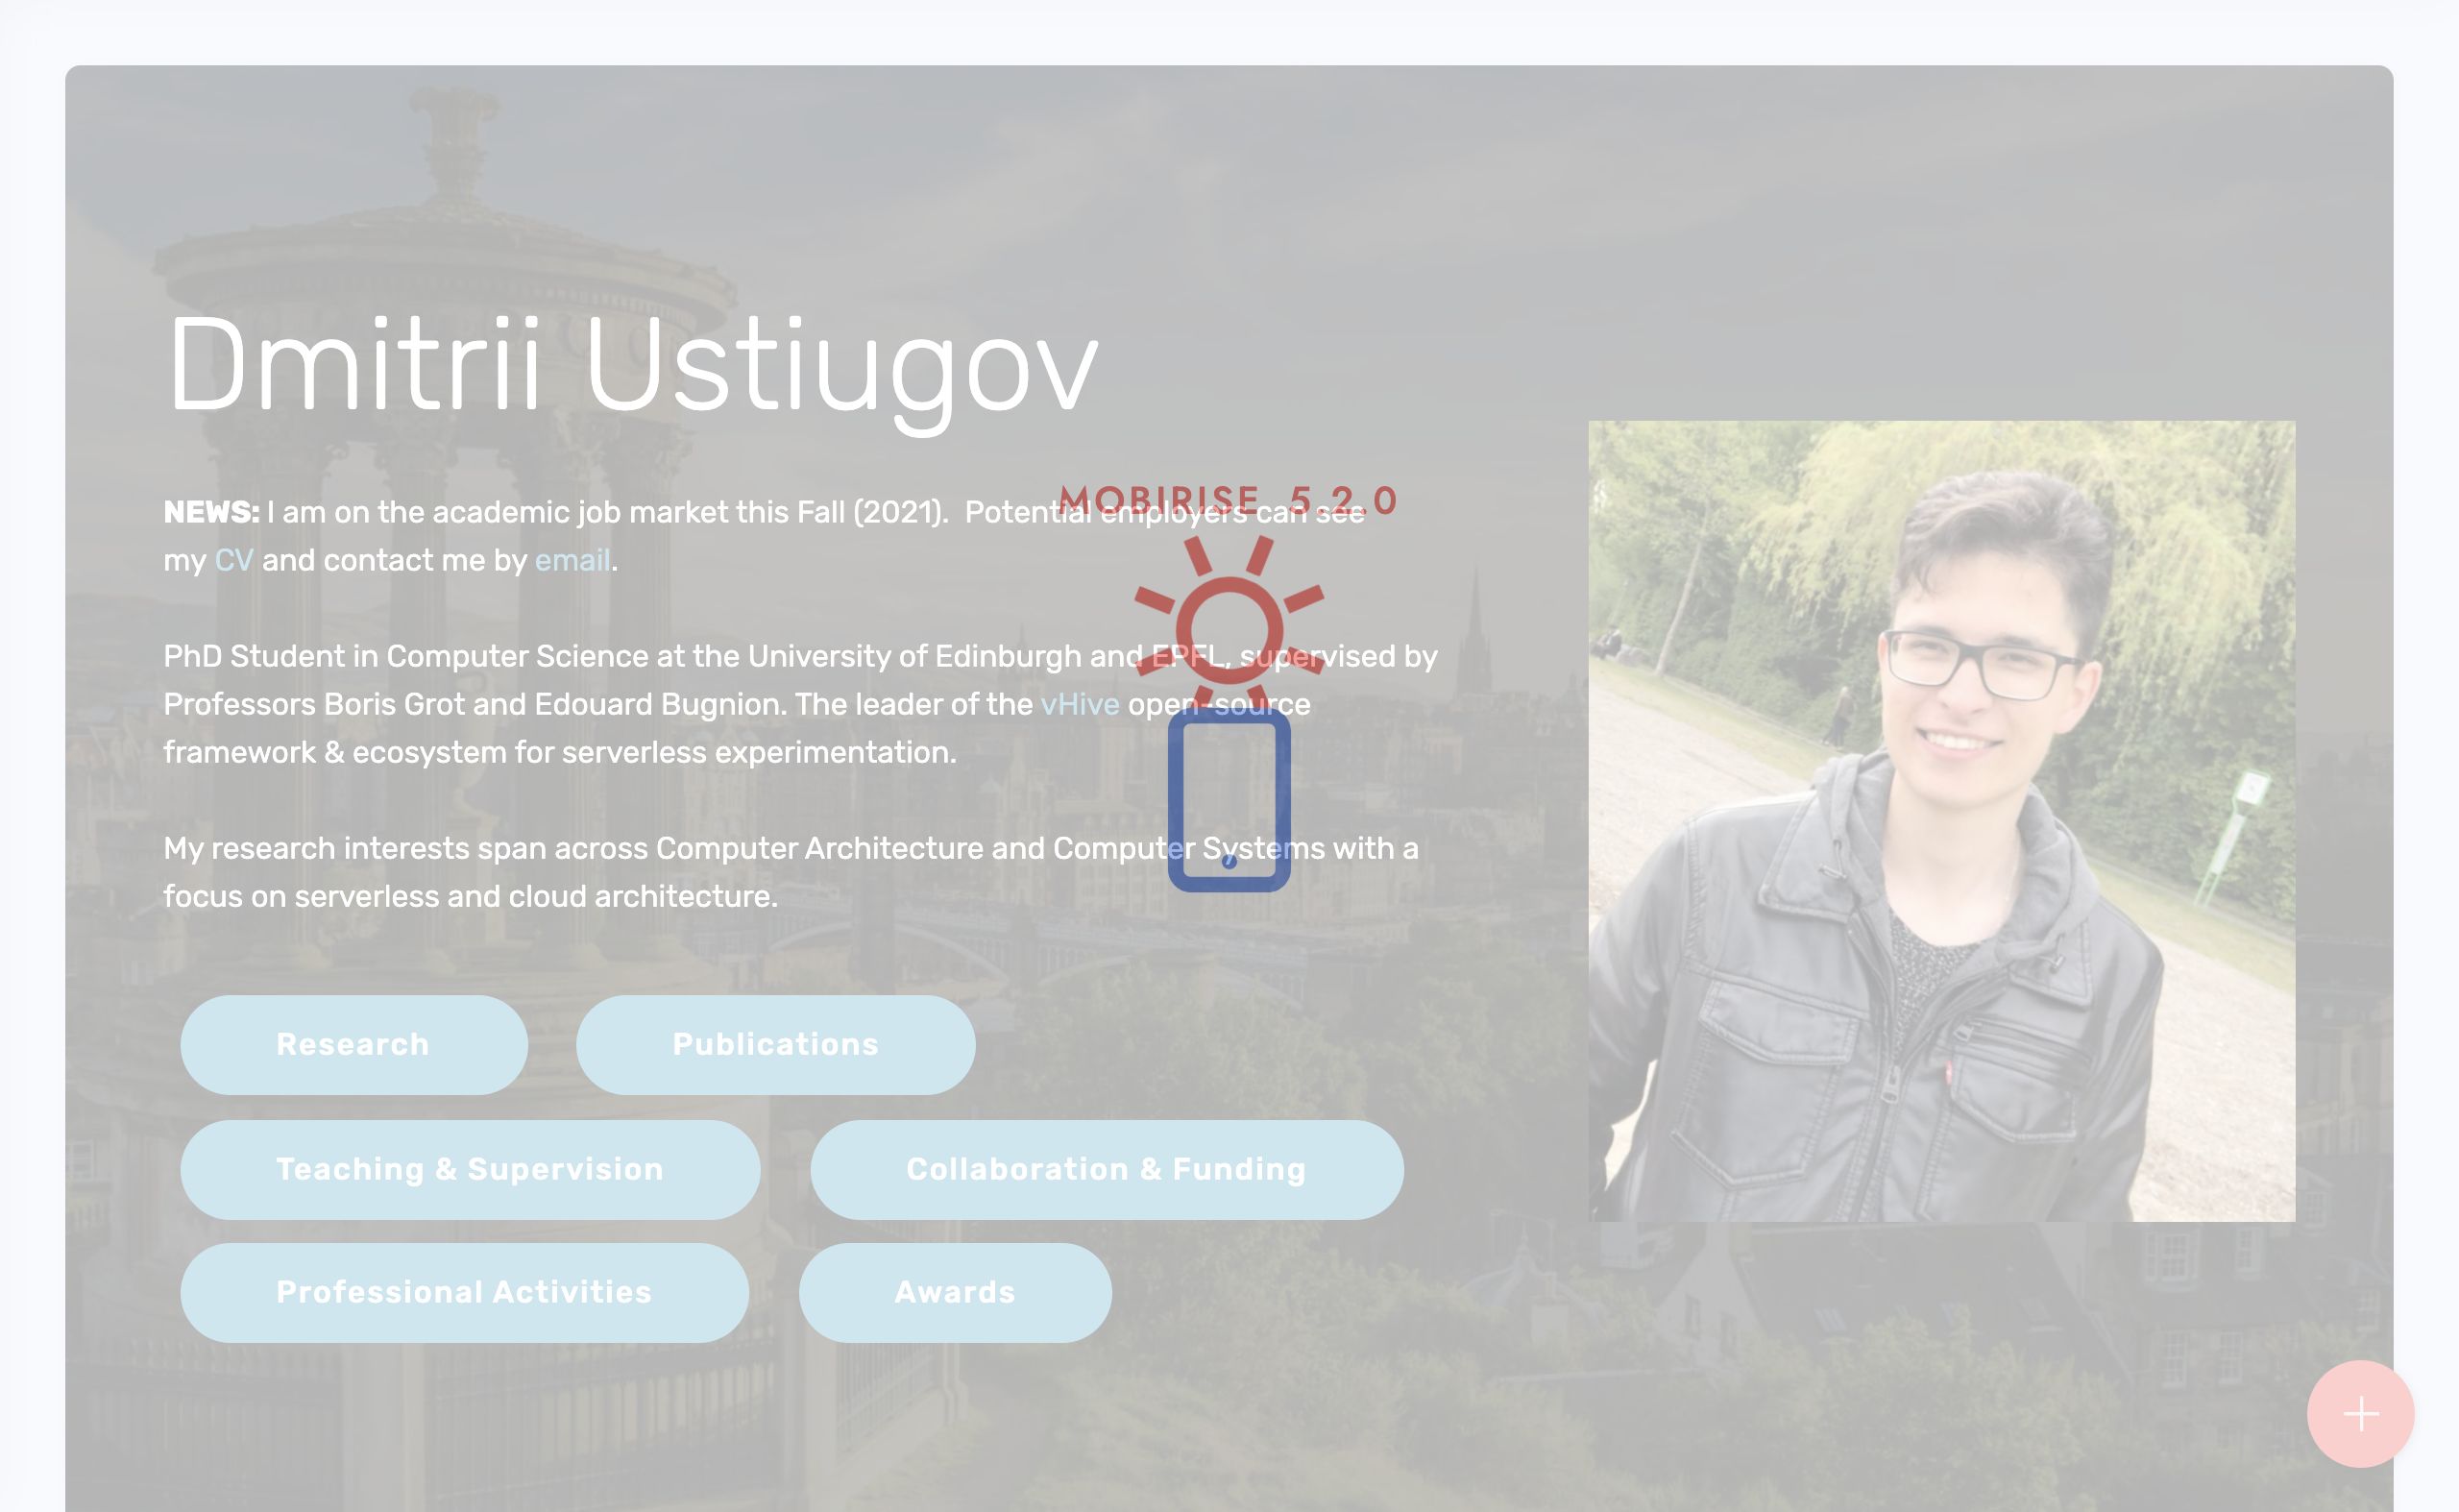 Dmitrii Ustiugov
MOBIRISE 5.2.0
NEWS: I am on the academic job market this Fall (2021).  Potential employers can see
my CV and contact me by email.
PhD Student in Computer Science at the University of Edinburgh and EPFL, supervised by
Professors Boris Grot and Edouard Bugnion. The leader of the vHive open-source
framework & ecosystem for serverless experimentation.
My research interests span across Computer Architecture and Computer Systems with a
focus on serverless and cloud architecture.
Research
Publications
Teaching & Supervision
Collaboration & Funding
Professional Activities
Awards